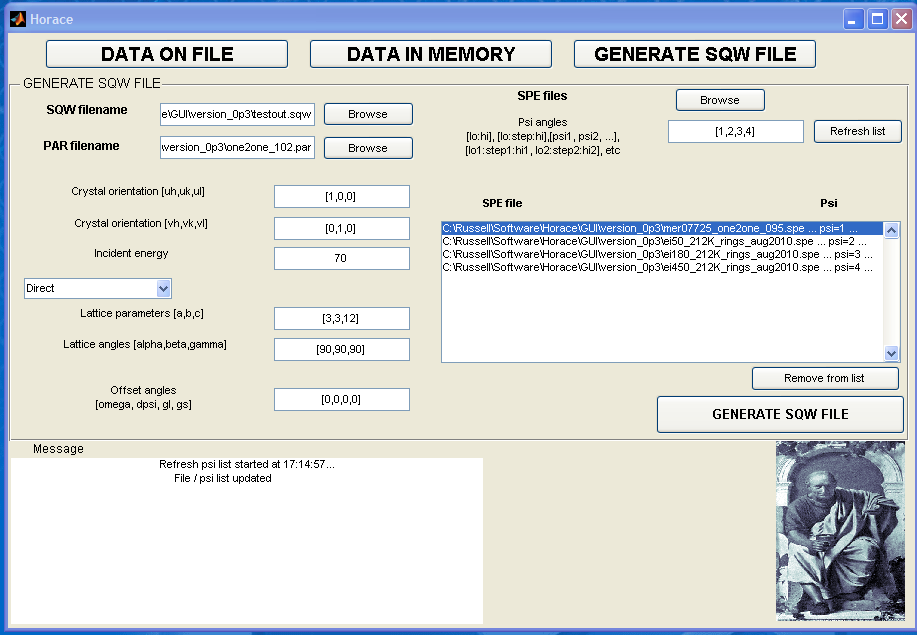 Horace
DATA ON FILE
DATA IN MEMORY
GENERATE SQW FILE
GENERATE SQW FILE
SQW filename
e\GUI\version_0p3\testout.sqw
Browse
PAR filename
\version_0p3\one2one_102.par
Browse
Crystal orientation [uh,uk,ul]
[1,0,0]
Crystal orientation [vh,vk,vl]
[0,1,0]
Incident energy
70
Direct
Lattice parameters [a,b,c]
[3,3,12]
Lattice angles [alpha,beta,gamma]
[90,90,90]
Offset angles
[omega, dpsi, gl, gs]
[0,0,0,0]
SPE files
Browse
Psi angles
[lo:hi], [lo:step:hi],[psi1, psi2, ...],
[lo1:step1:hi1, lo2:step2:hi2], etc
[1,2,3,4]
Refresh list
SPE file
Psi
C:\Russell\Software\Horace\GUI\version_0p3\mer07725_one2one_095.spe ... psi=1 ...
C:\Russell\Software\Horace\GUI\version_0p3\ei50_212K_rings_aug2010.spe ... psi=2 ...
C:\Russell\Software\Horace\GUI\version_0p3\ei180_212K_rings_aug2010.spe ... psi=3 ...
C:\Russell\Software\Horace\GUI\version_0p3\ei450_212K_rings_aug2010.spe ... psi=4 ...
Remove from list
GENERATE SQW FILE
Message
Refresh psi list started at 17:14:57...
File / psi list updated